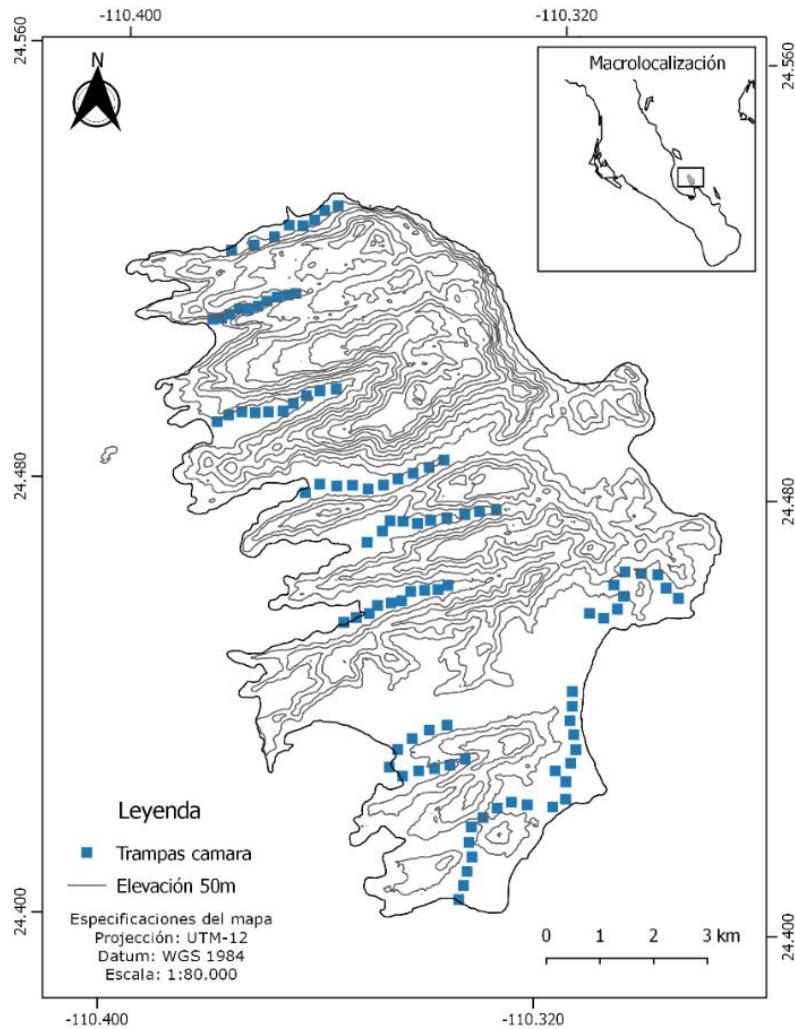 -110.400
-110.320
24.560
24.560
N
Macrolocalización
24.480
24.480
Leyenda
Trampas camara
Elevación 50m
Especificaciones del mapa
Projección: UTM-12
Datum: WGS 1984
Escala: 1:80.000
0 1 2 3 km
24.400
24.400
-110.400
-110.320